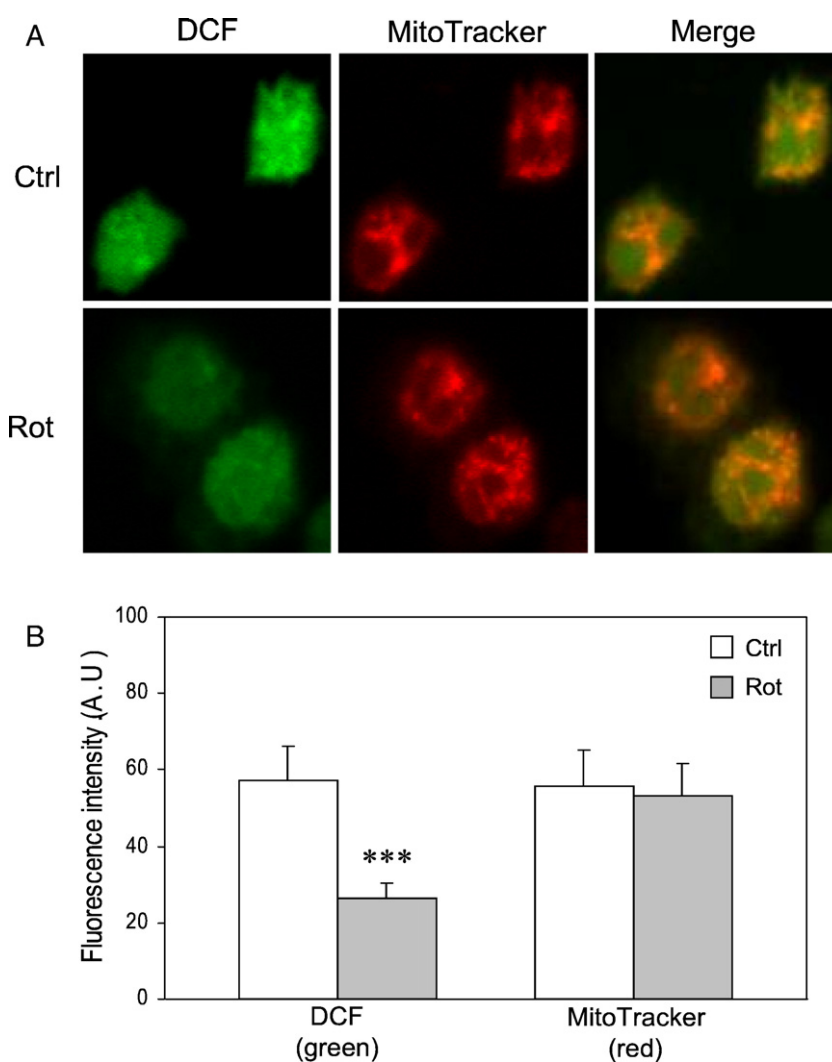 A
DCF MitoTracker Merge
Ctrl
Rot
B
Fluorescence intensity (A.U)
100
80
60
40
20
0
Ctrl
Rot
***
DCF MitoTracker
(green) (red)